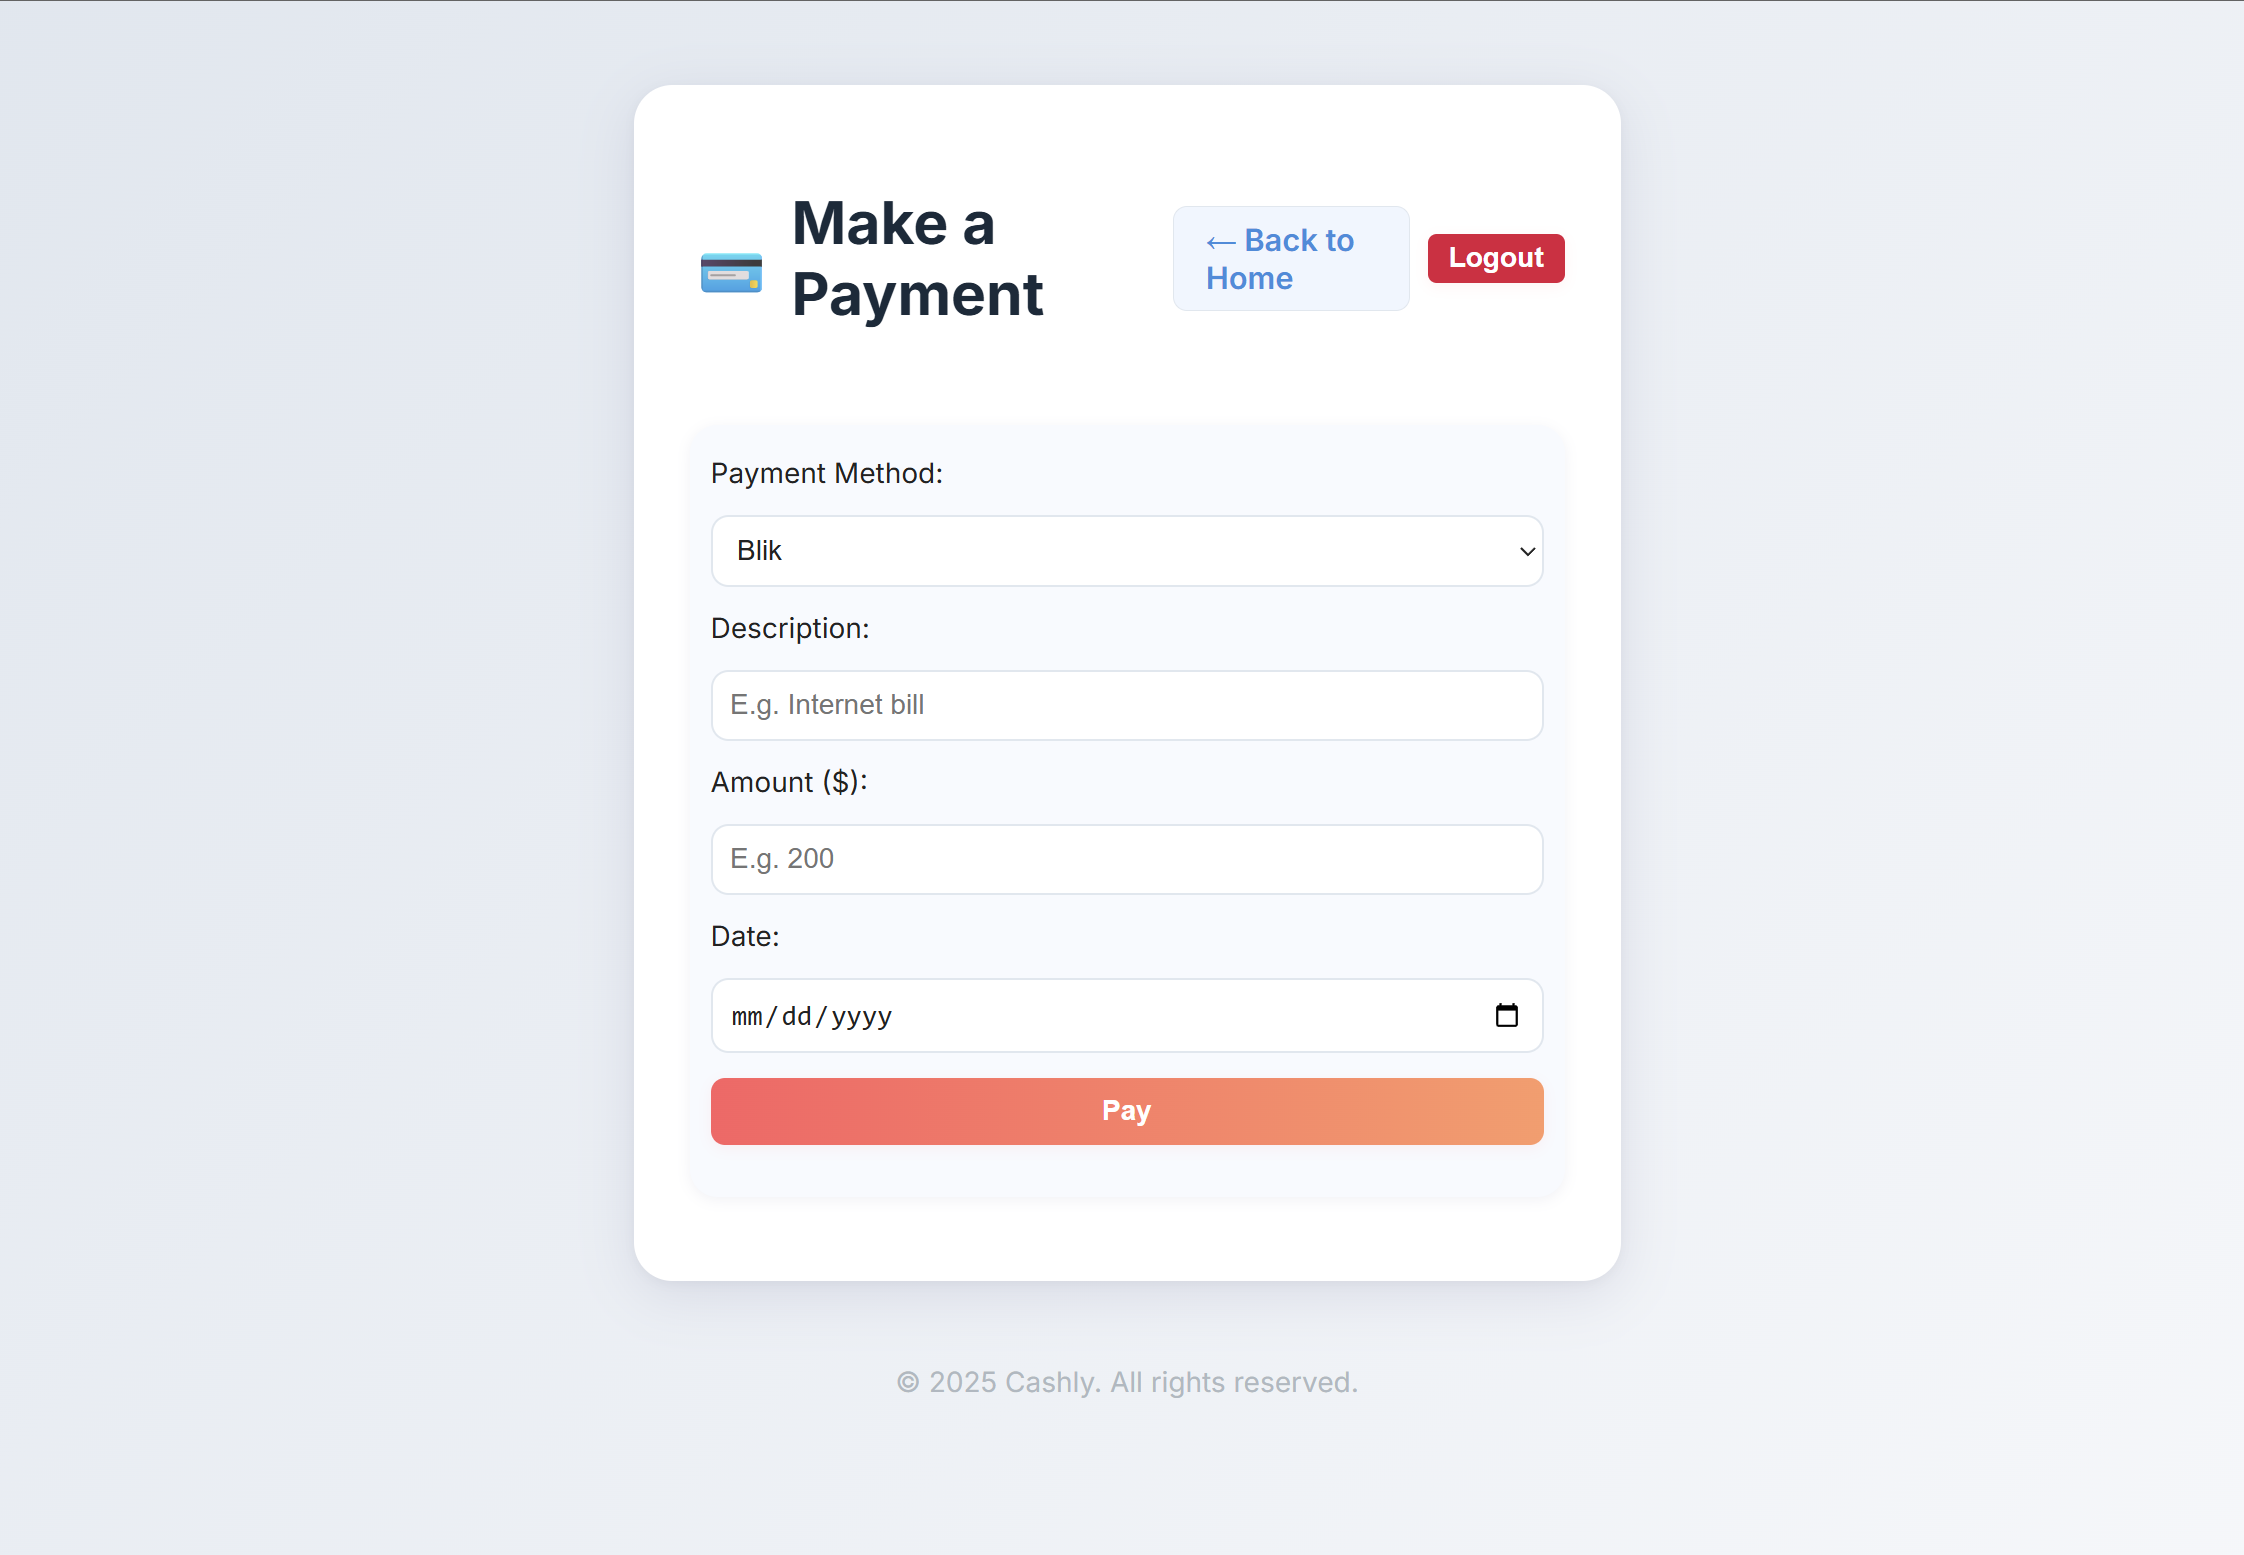 Make a
Payment
← Back to
Home
Logout
Payment Method:
Blik
Description:
E.g. Internet bill
Amount ($):
E.g. 200
Date:
mm/dd/yyyy
Pay
© 2025 Cashly. All rights reserved.